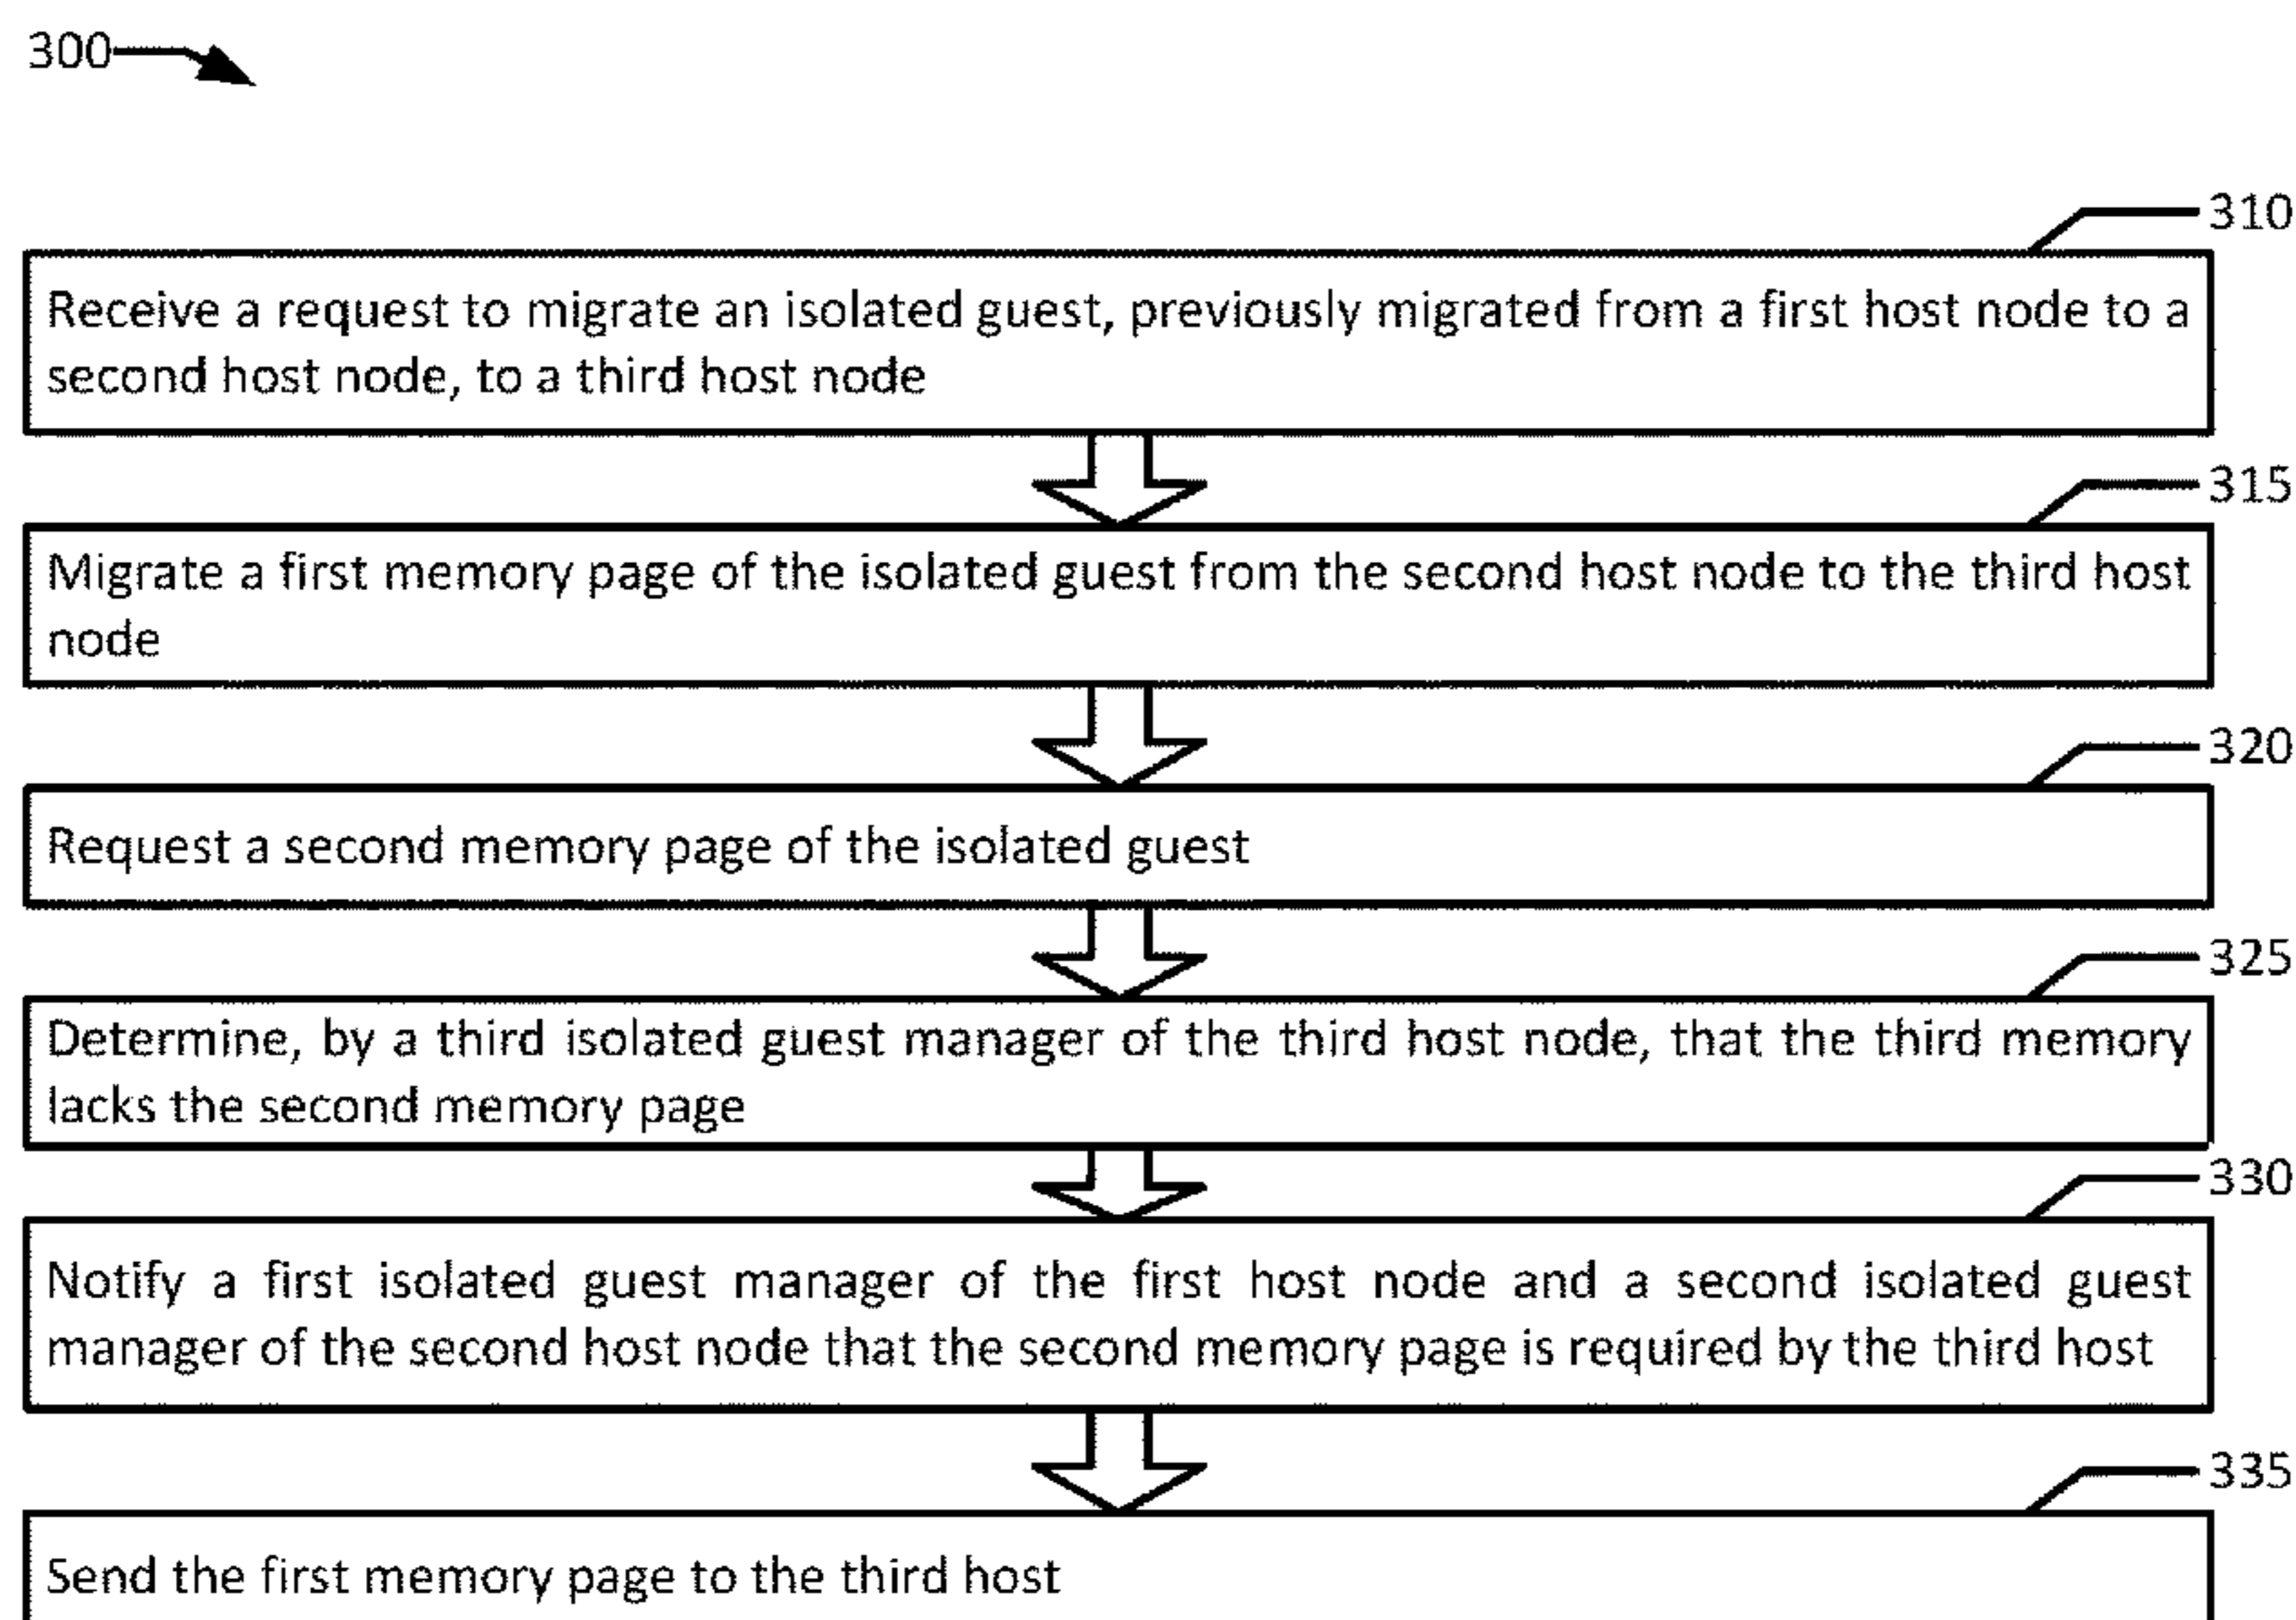 300
310
Receive a request to migrate an isolated guest, previously migrated from a first host node to a
second host node, to a third host node
315
Migrate a first memory page of the isolated guest from the second host node to the third host
node
320
Request a second memory page of the isolated guest
325
Determine, by a third isolated guest manager of the third host node, that the third memory
lacks the second memory page
330
Notify a first isolated guest manager of the first host node and a second isolated guest
manager of the second host node that the second memory page is required by the third host
335
Send the first memory page to the third host